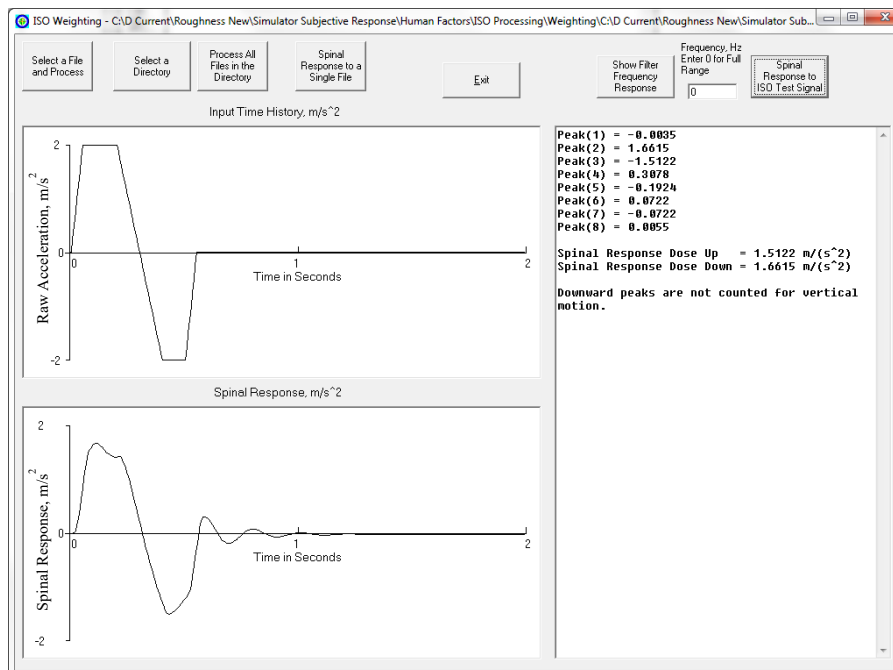 ISO Weighting - C:\D Current\Roughness New\Simulator Subjective Response\Human Factors\ISO Processing\Weighting\C:\D Current\Roughness New\Simulator Sub...
Select a File
and Process
Select a
Directory
Process All
Files in the
Directory
Spinal
Response to a
Single File
Exit
Show Filter
Frequency
Response
Frequency, Hz
Enter 0 for Full
Range
0
Spinal
Response to
ISO Test Signal
Input Time History, m/s^2
2
0
-2
Raw Acceleration, m/s2
0
1
2
Time in Seconds
Spinal Response, m/s^2
2
0
-2
Spinal Response, m/s2
0
1
2
Time in Seconds
Peak(1) = -0.0035
Peak(2) = 1.6615
Peak(3) = -1.5122
Peak(4) = 0.3078
Peak(5) = -0.1924
Peak(6) = 0.0722
Peak(7) = -0.0722
Peak(8) = 0.0055
Spinal Response Dose Up = 1.5122 m/(s^2)
Spinal Response Dose Down = 1.6615 m/(s^2)
Downward peaks are not counted for vertical
motion.